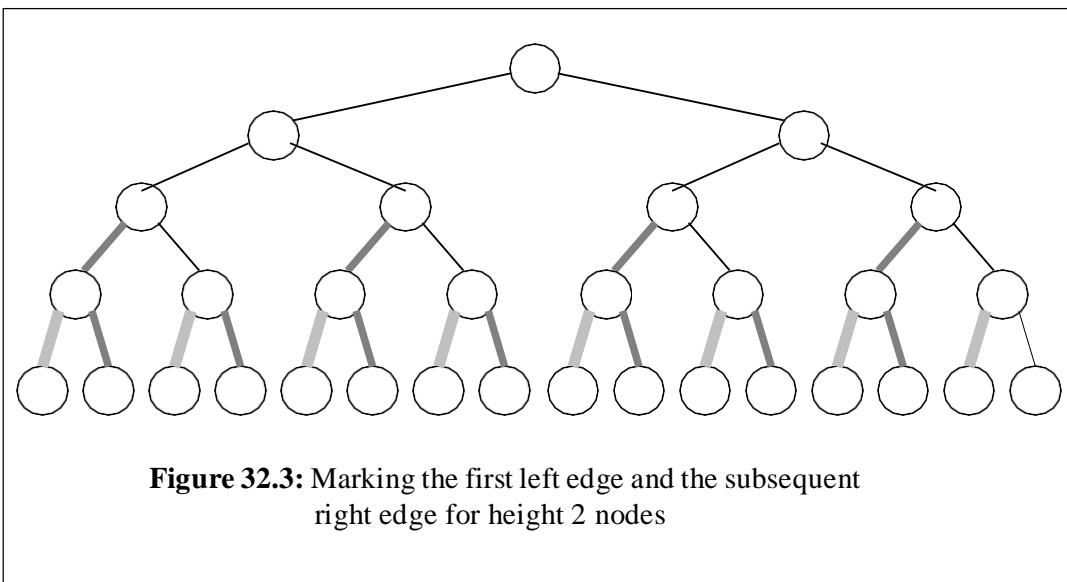 Figure 32.3: Marking the first left edge and the subsequent
right edge for height 2 nodes